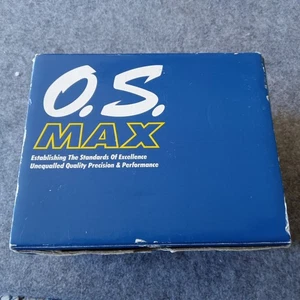 O.S.
MAX
Establishing The Standards Of Excellence
Unequalled Quality Precision & Performance